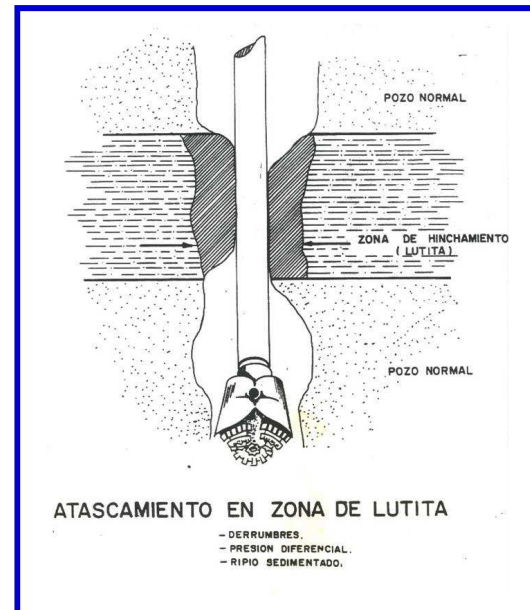 POZO NORMAL
ZONA DE HINCHAMIENTO
(LUTITA)
POZO NORMAL
ATASCAMIENTO EN ZONA DE LUTITA
- DERRUMBRES.
- PRESION DIFERENCIAL.
- RIPIO SEDIMENTADO.